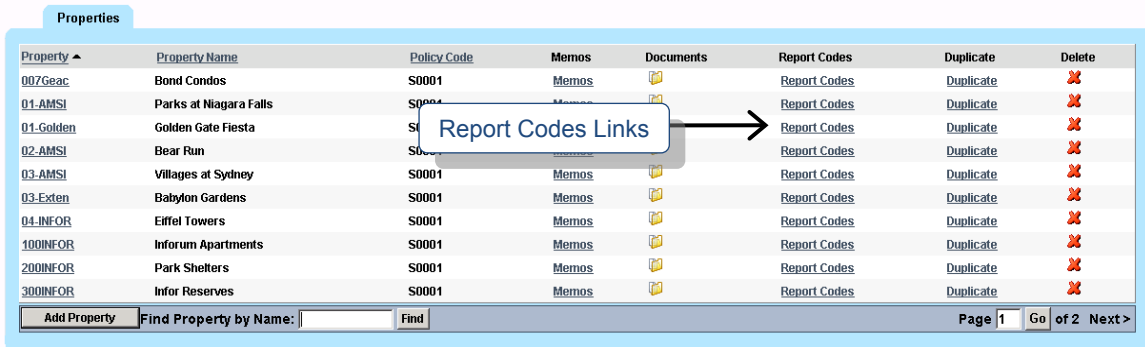 Properties
Property Property Name Policy Code Memos Documents Report Codes Duplicate Delete
007Geac Bond Condos S0001 Memos Report Codes Duplicate
01-AMSI Parks at Niagara Falls Report Codes Duplicate
01-Golden Golden Gate Fiesta Report Codes Duplicate
Report Codes Links
02-AMSI Bear Run Report Codes Duplicate
03-AMSI Villages at Sydney S0001 Memos Report Codes Duplicate
03-Exten Babylon Gardens S0001 Memos Report Codes Duplicate
04-INFOR Eiffel Towers S0001 Memos Report Codes Duplicate
100INFOR Inforum Apartments S0001 Memos Report Codes Duplicate
200INFOR Park Shelters S0001 Memos Report Codes Duplicate
300INFOR Infor Reserves S0001 Memos Report Codes Duplicate
Add Property Find Property by Name: Find Page 1 Go of 2 Next >